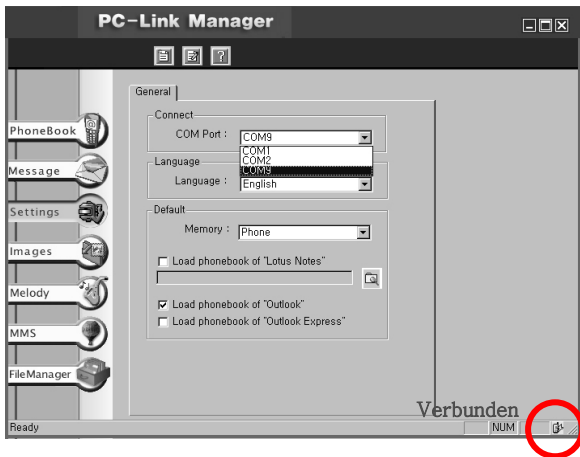 PC-Link Manager
General
Connect
COM Port : COM9
COM1
COM2
COM9
Language
Language : English
Default
Memory : Phone
Load phonebook of "Lotus Notes"
Load phonebook of "Outlook"
Load phonebook of "Outlook Express"
PhoneBook
Message
Settings
Images
Melody
MMS
FileManager
Verbunden
Ready
NUM